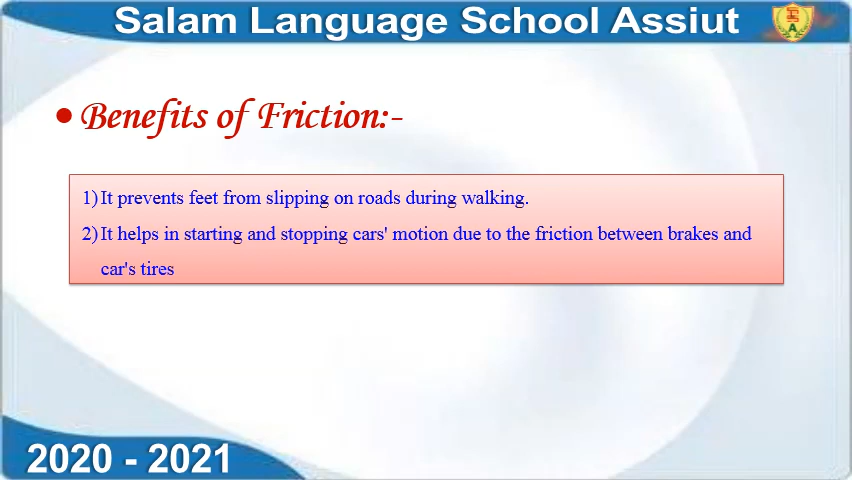 Salam Language School Assiut
A
• Benefits of Friction:-
1) It prevents feet from slipping on roads during walking.
2) It helps in starting and stopping cars' motion due to the friction between brakes and
car's tires
2020 - 2021